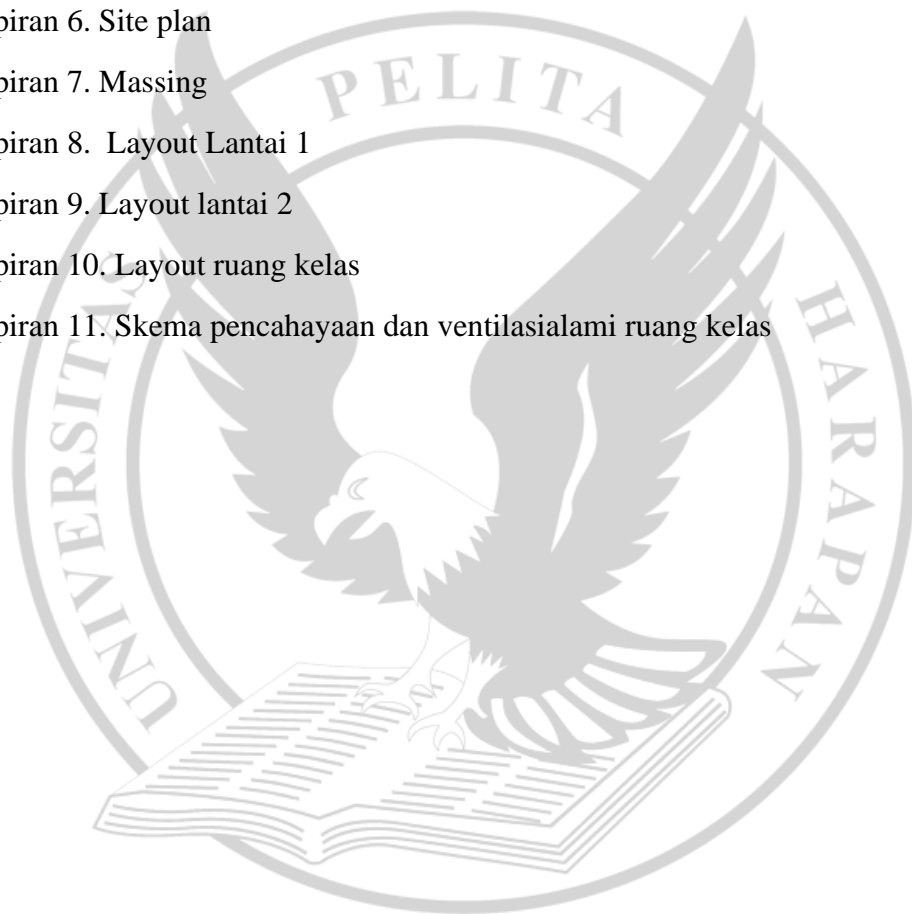 piran 6. Site plan
piran 7. Massing
piran 8.  Layout Lantai 1
piran 9. Layout lantai 2
piran 10. Layout ruang kelas
piran 11. Skema pencahayaan dan ventilasialami ruang kelas
UNIVERSITAS PELITA HARAPAN